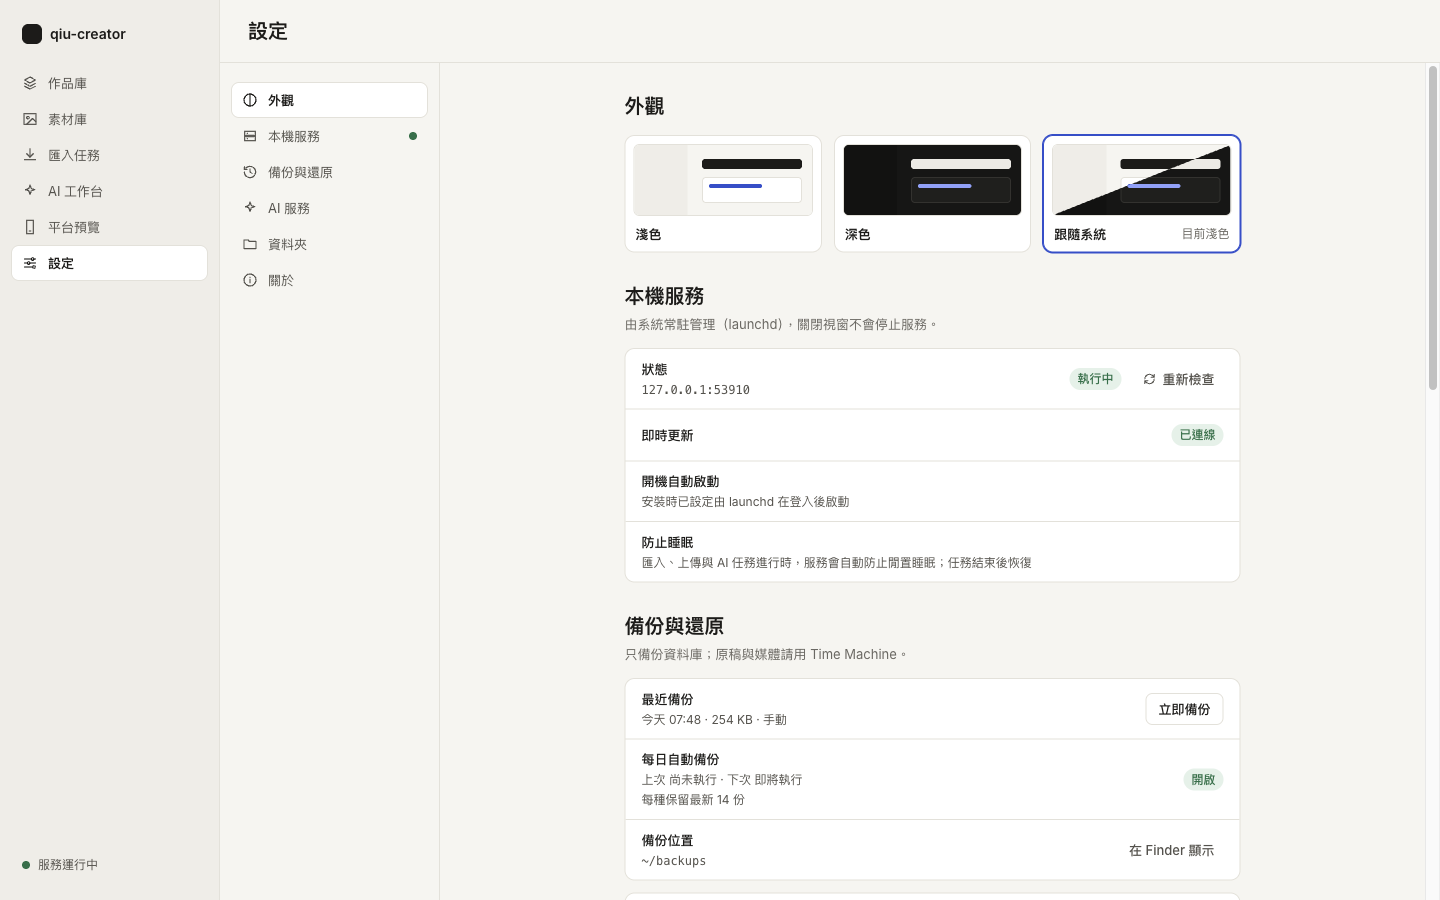 qiu-creator
作品庫
素材庫
匯入任務
AI 工作台
平台預覽
設定
服務運行中
設定
外觀
本機服務
備份與還原
AI 服務
資料夾
關於
外觀
淺色
深色
跟隨系統
目前淺色
本機服務
由系統常駐管理（launchd），關閉視窗不會停止服務。
狀態
127.0.0.1:53910
執行中
重新檢查
即時更新
已連線
開機自動啟動
安裝時已設定由 launchd 在登入後啟動
防止睡眠
匯入、上傳與 AI 任務進行時，服務會自動防止閒置睡眠；任務結束後恢復
備份與還原
只備份資料庫；原稿與媒體請用 Time Machine。
最近備份
今天 07:48 · 254 KB · 手動
立即備份
每日自動備份
上次 尚未執行 · 下次 即將執行
每種保留最新 14 份
開啟
備份位置
~/backups
在 Finder 顯示